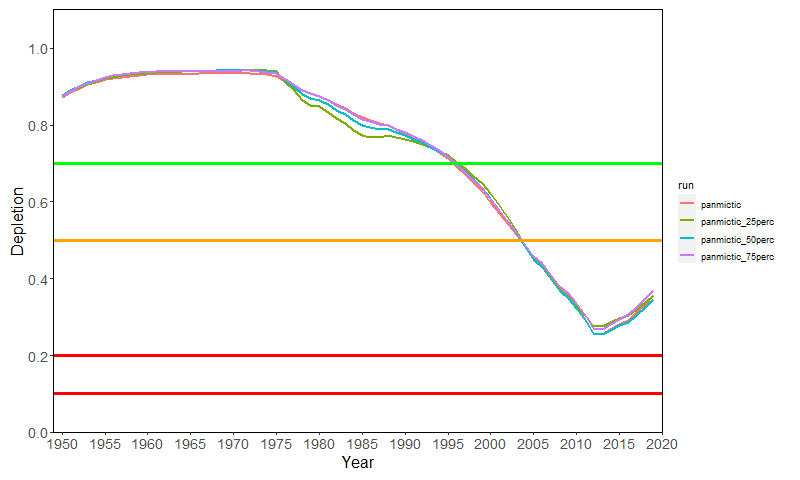 1.0
0.8
0.6
0.4
0.2
0.0
Depletion
1950 1955 1960 1965 1970 1975 1980 1985 1990 1995 2000 2005 2010 2015 2020
Year
run
panmictic
panmictic_25perc
panmictic_50perc
panmictic_75perc